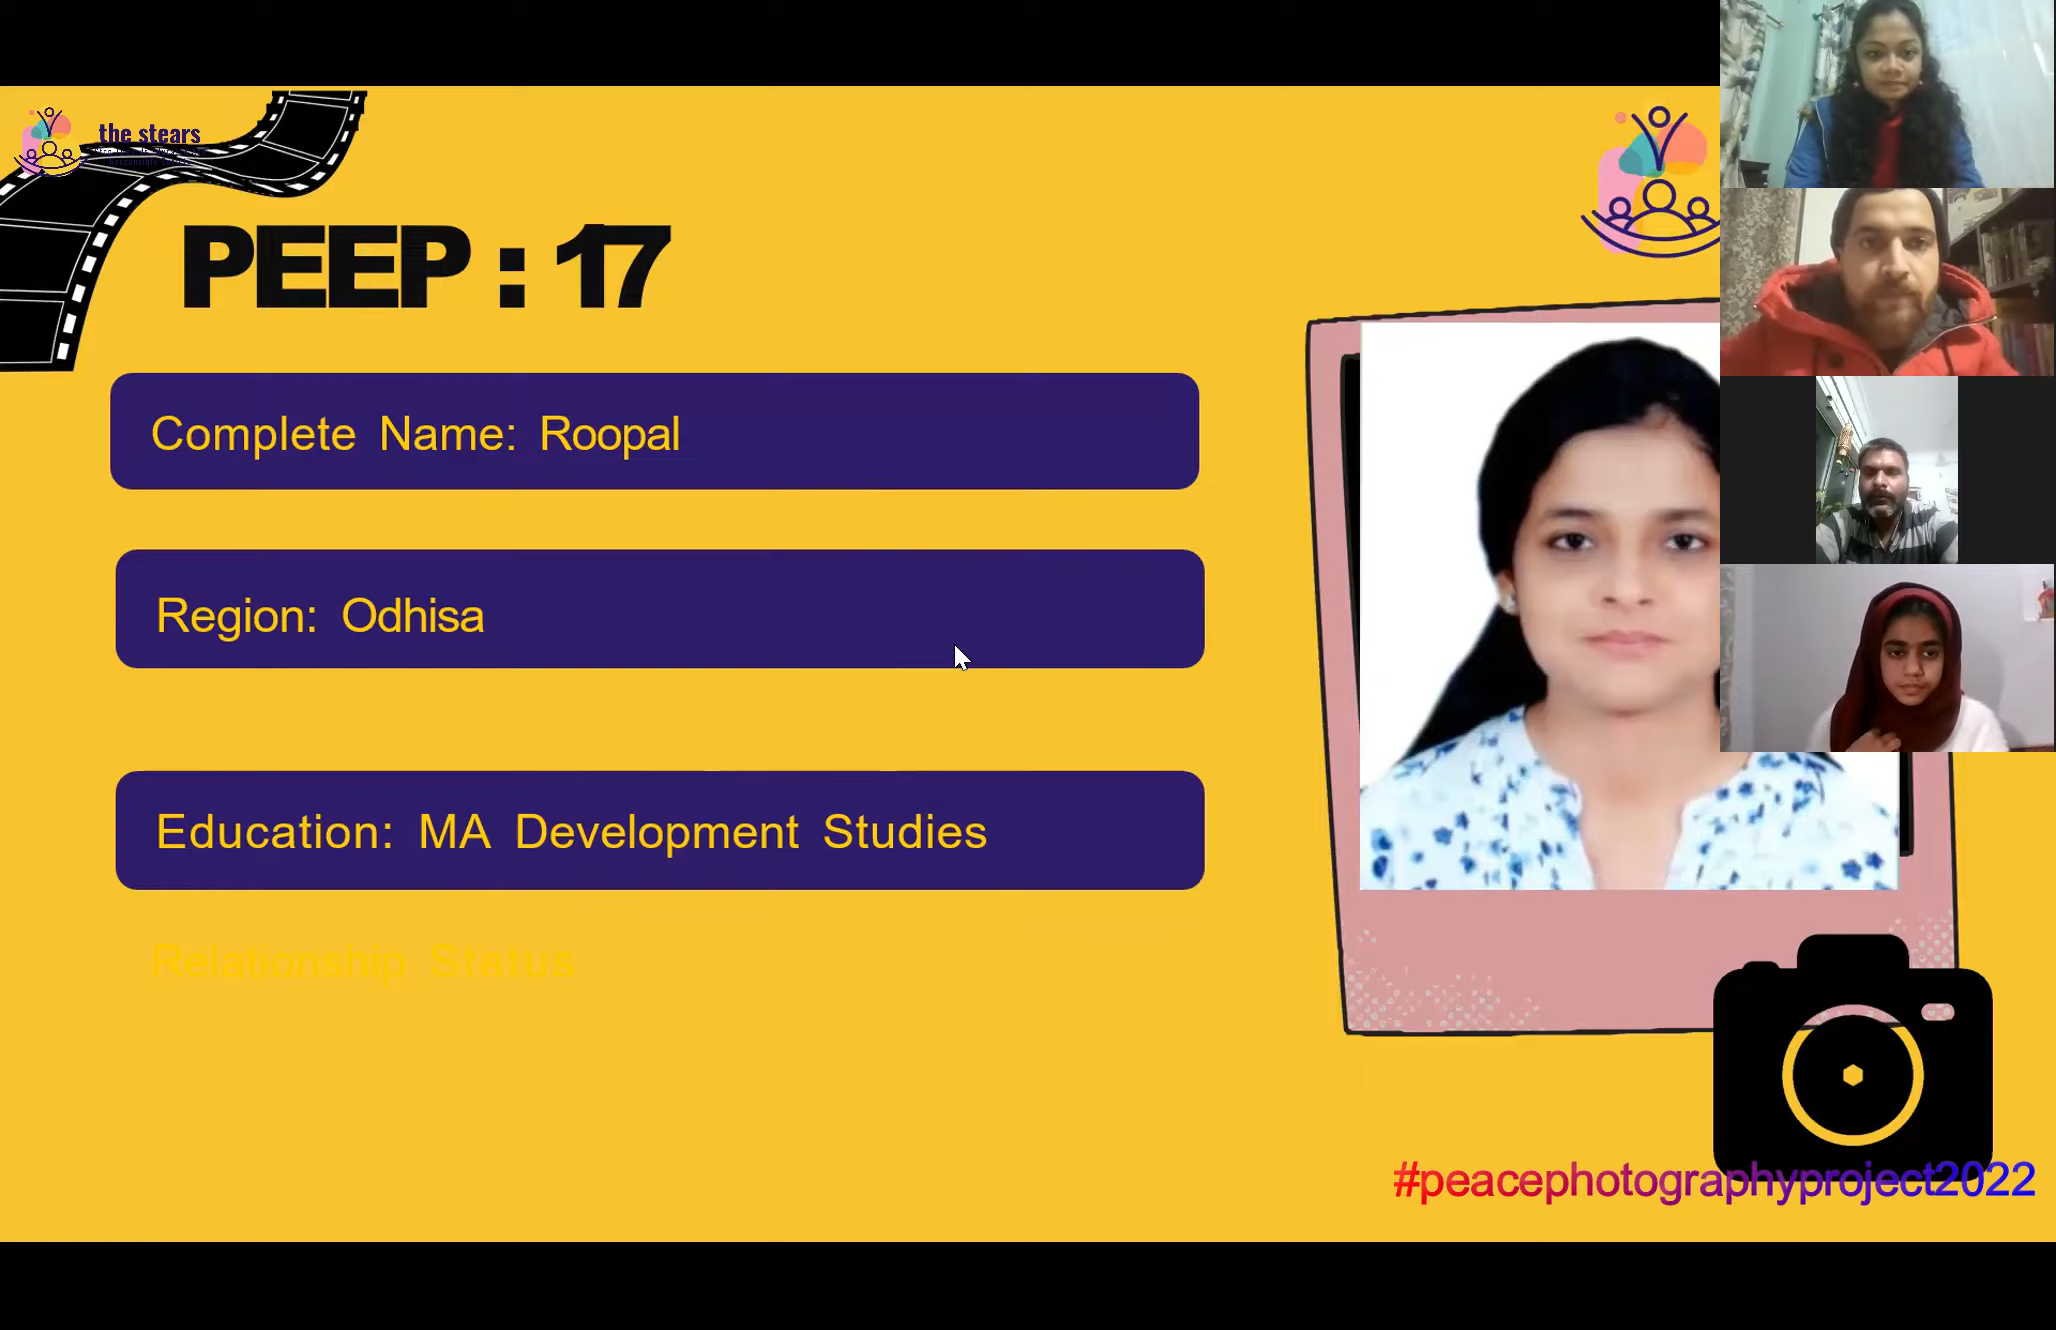 the stears
PEEP : 17
Complete Name: Roopal
Region: Odhisa
Education: MA Development Studies
Relationship Status
#peacephotographyproject2022